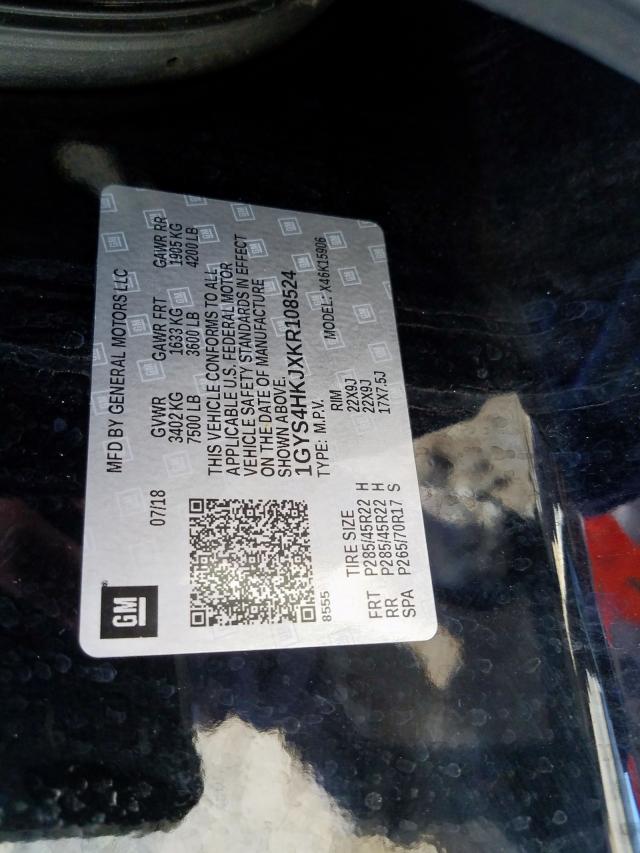 MFD BY GENERAL MOTORS LLC
07/18 GVWR GAWR FRT GAWR RR
3402 KG 1633 KG 1905 KG
7500 LB 3600 LB 4200 LB
THIS VEHICLE CONFORMS TO ALL
APPLICABLE U.S. FEDERAL MOTOR
VEHICLE SAFETY STANDARDS IN EFFECT
ON THE DATE OF MANUFACTURE
SHOWN ABOVE.
1GYS4HKJXKR108524
TYPE: M.P.V. MODEL: X46K15906
8555
TIRE SIZE RIM
FRT P285/45R22 H 22X9J
RR P285/45R22 H 22X9J
SPA P265/70R17 S 17X7.5J
GM